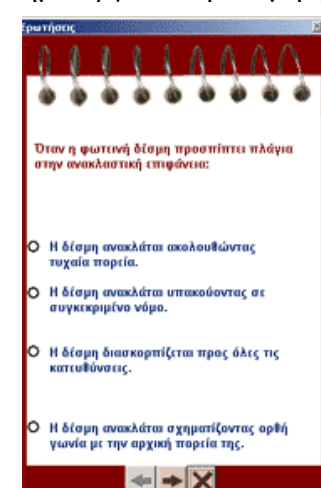 Ερωτήσεις
Όταν η φωτεινή δέσμη προσπίπτει πλάγια
στην ανακλαστική επιφάνεια:
Η δέσμη ανακλάται ακολουθώντας
τυχαία πορεία.
Η δέσμη ανακλάται υπακούοντας σε
συγκεκριμένο νόμο.
Η δέσμη διασκορπίζεται προς όλες τις
κατευθύνσεις.
Η δέσμη ανακλάται σχηματίζοντας ορθή
γωνία με την αρχική πορεία της.